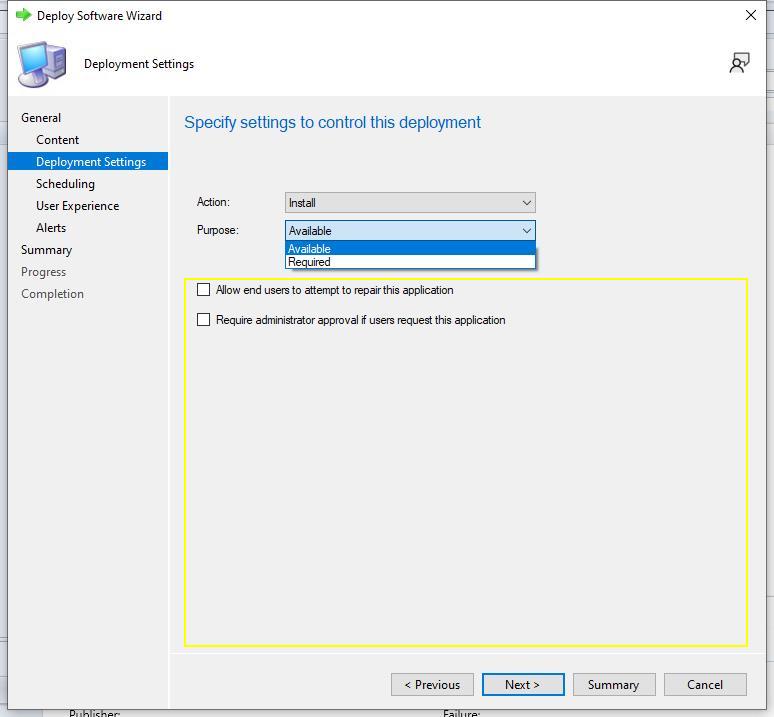 Deploy Software Wizard
Deployment Settings
General
Content
Deployment Settings
Scheduling
User Experience
Alerts
Summary
Progress
Completion
Specify settings to control this deployment
Action:
Install
Purpose:
Available
Available
Required
Allow end users to attempt to repair this application
Require administrator approval if users request this application
< Previous
Next >
Summary
Cancel
Publisher:
Failure: